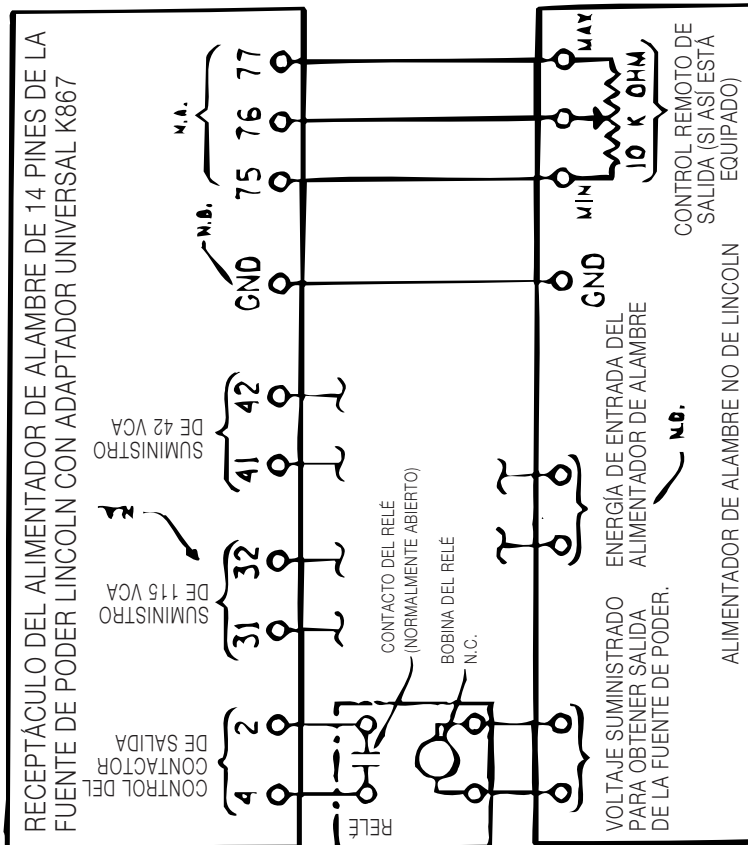 RECEPTÁCULO DEL ALIMENTADOR DE ALAMBRE DE 14 PINES DE LA
FUENTE DE PODER LINCOLN CON ADAPTADOR UNIVERSAL K867
CONTROL DEL
CONTACTOR
DE SALIDA
SUMINISTRO
DE 115 VCA
SUMINISTRO
DE 42 VCA
N.B.
N.A.
4
2
31
32
41
42
GND
75
76
77
RELÉ
CONTACTO DEL RELÉ
(NORMALMENTE ABIERTO)
BOBINA DEL RELÉ
N.C.
GND
MIN
MAX
10 K OHM
VOLTAJE SUMINISTRADO
PARA OBTENER SALIDA
DE LA FUENTE DE PODER.
ENERGÍA DE ENTRADA DEL
ALIMENTADOR DE ALAMBRE
N.D.
CONTROL REMOTO DE
SALIDA (SI ASÍ ESTÁ
EQUIPADO)
ALIMENTADOR DE ALAMBRE NO DE LINCOLN